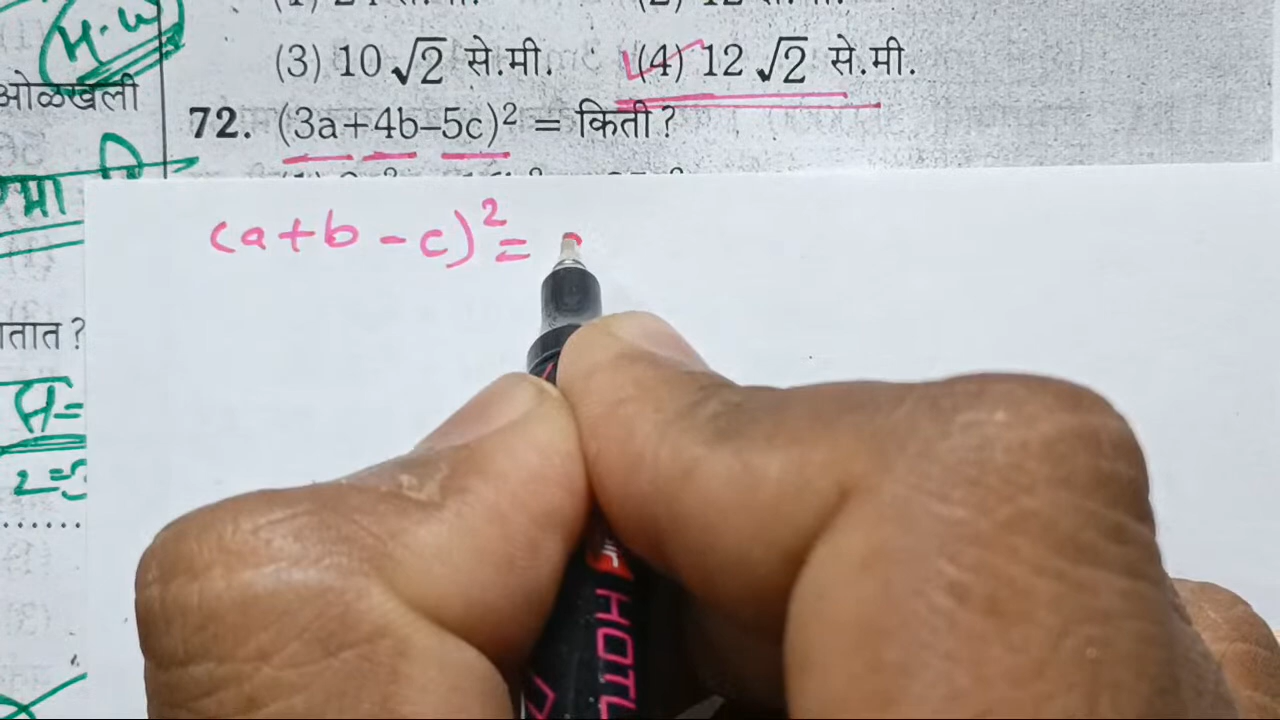 H.W
(3) 10 √2 से.मी. (4) 12 √2 से.मी.
ओळखली
72. (3a+4b–5c)² = किती ?
(a+b-c)² =
तात ?
HOTL